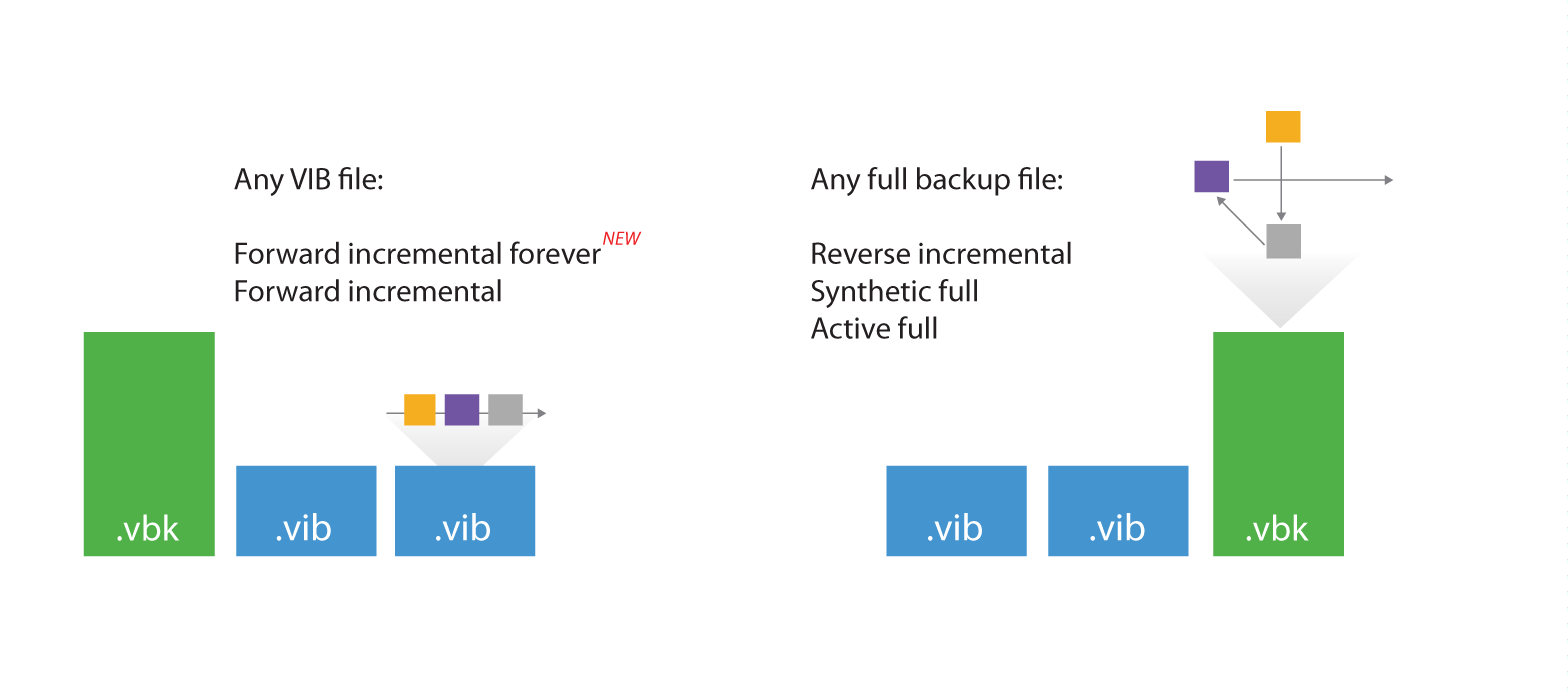 Any VIB file:
Forward incremental forever NEW
Forward incremental
.vbk
.vib
.vib
Any full backup file:
Reverse incremental
Synthetic full
Active full
.vib
.vib
.vbk